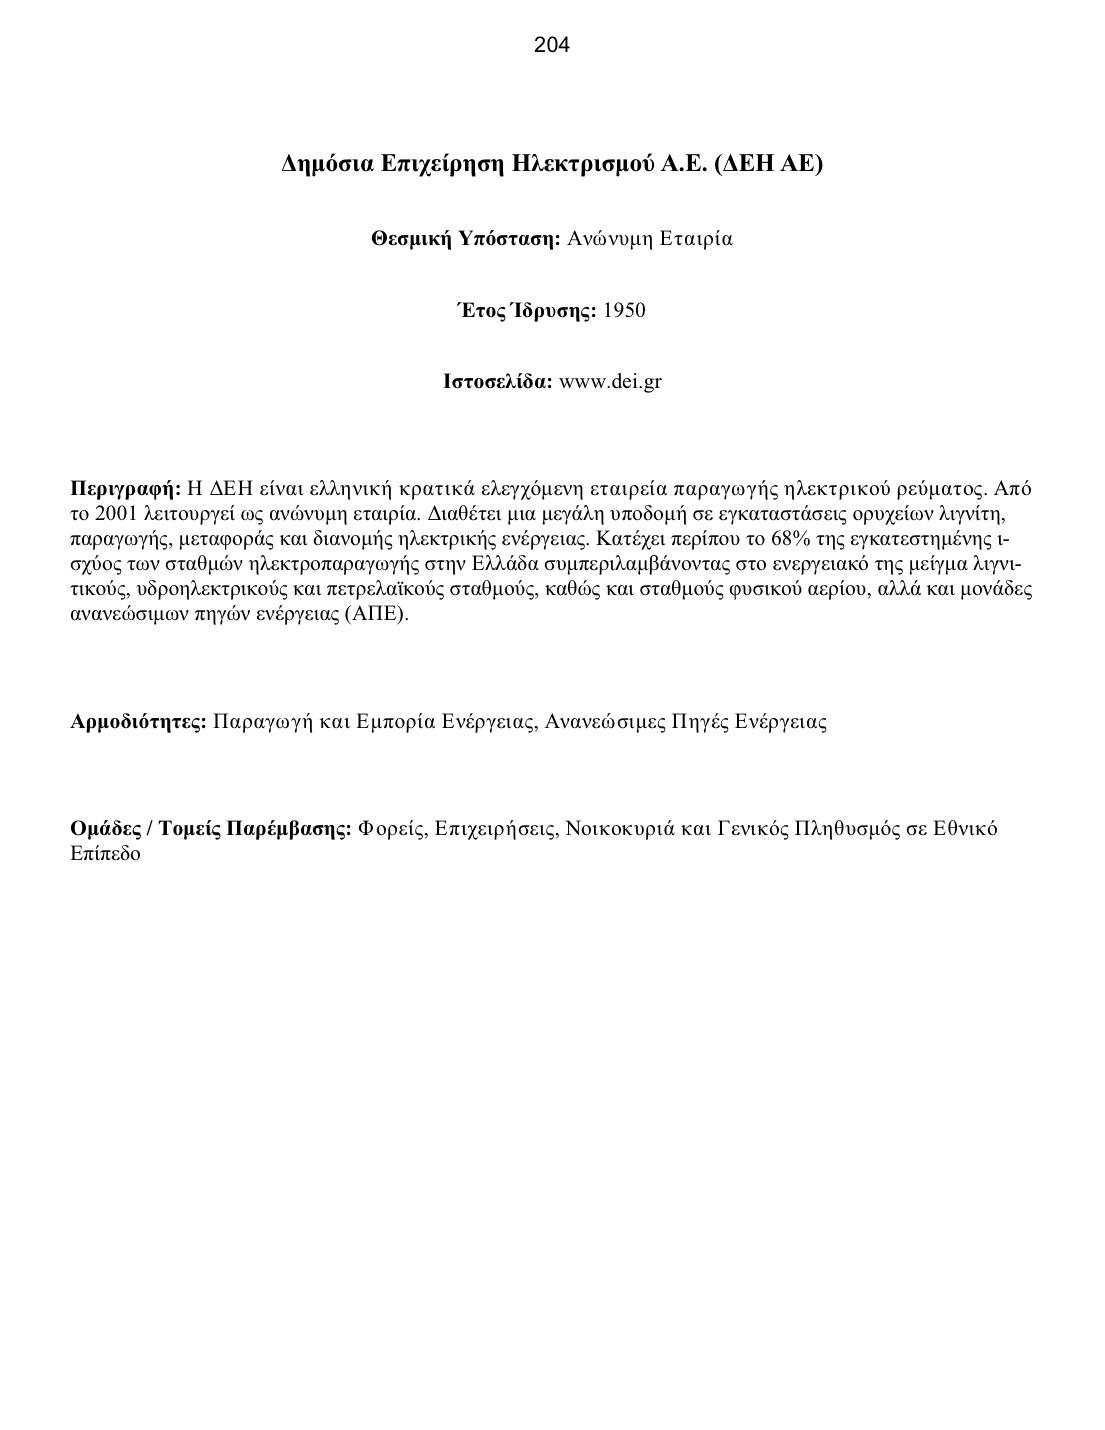 204
Δημόσια Επιχείρηση Ηλεκτρισμού Α.Ε. (ΔΕΗ ΑΕ)
Θεσμική Υπόσταση: Ανώνυμη Εταιρία
Έτος Ίδρυσης: 1950
Ιστοσελίδα: www.dei.gr
Περιγραφή: Η ΔΕΗ είναι ελληνική κρατικά ελεγχόμενη εταιρεία παραγωγής ηλεκτρικού ρεύματος. Από
το 2001 λειτουργεί ως ανώνυμη εταιρία. Διαθέτει μια μεγάλη υποδομή σε εγκαταστάσεις ορυχείων λιγνίτη,
παραγωγής, μεταφοράς και διανομής ηλεκτρικής ενέργειας. Κατέχει περίπου το 68% της εγκατεστημένης ι-
σχύος των σταθμών ηλεκτροπαραγωγής στην Ελλάδα συμπεριλαμβάνοντας στο ενεργειακό της μείγμα λιγνι-
τικούς, υδροηλεκτρικούς και πετρελαϊκούς σταθμούς, καθώς και σταθμούς φυσικού αερίου, αλλά και μονάδες
ανανεώσιμων πηγών ενέργειας (ΑΠΕ).
Αρμοδιότητες: Παραγωγή και Εμπορία Ενέργειας, Ανανεώσιμες Πηγές Ενέργειας
Ομάδες / Τομείς Παρέμβασης: Φορείς, Επιχειρήσεις, Νοικοκυριά και Γενικός Πληθυσμός σε Εθνικό
Επίπεδο